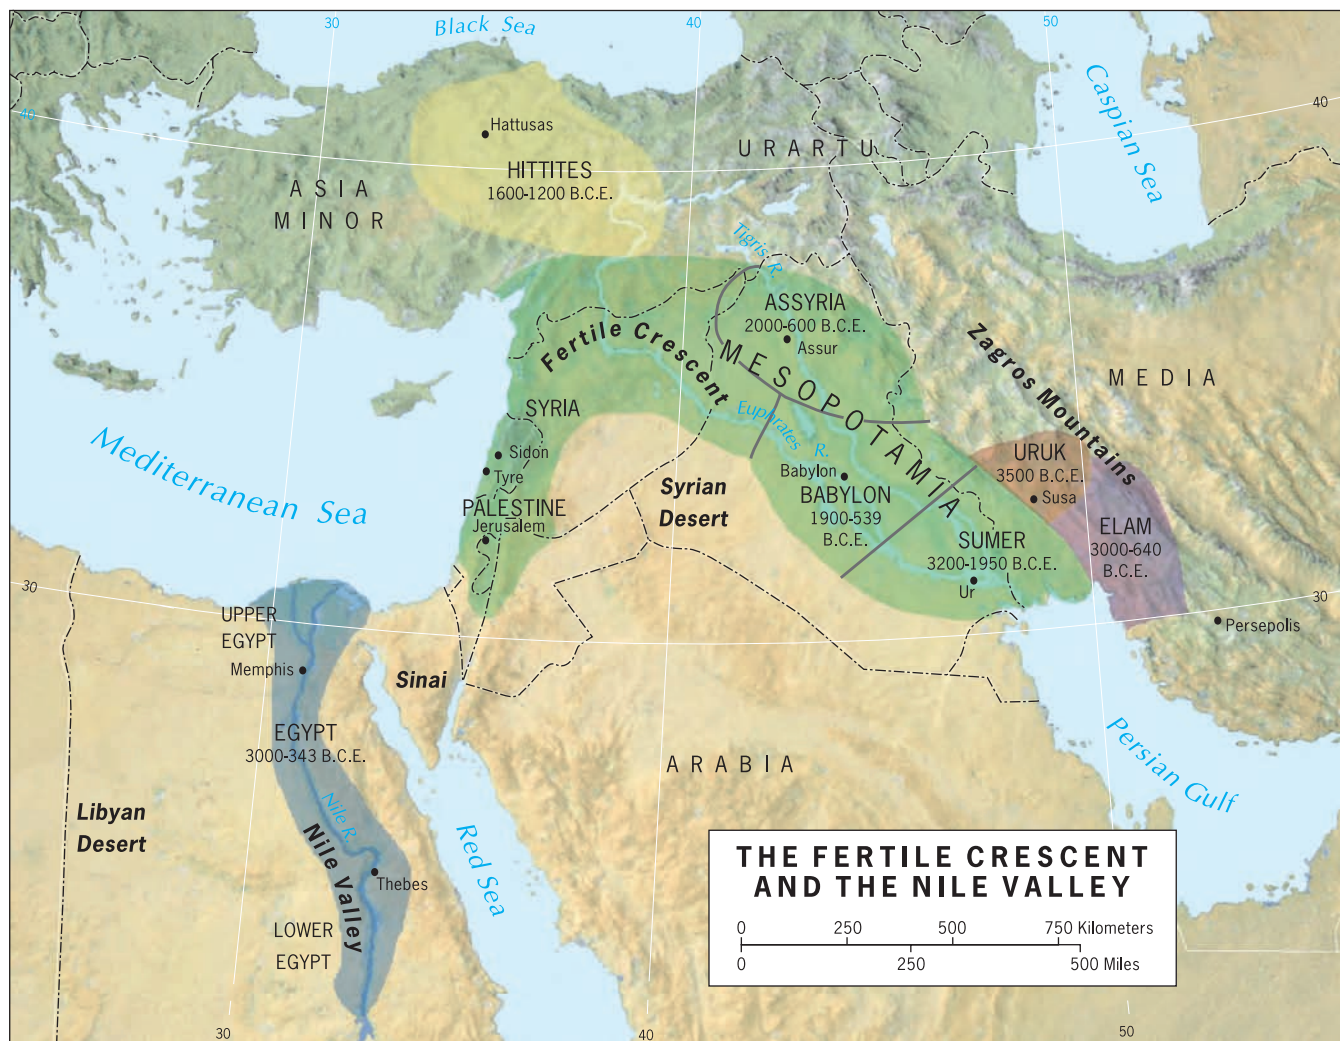 30
40
50
Black Sea
Caspian Sea
40
40
Hattusas
HITTITES
1600-1200 B.C.E.
URARTU
ASIA
MINOR
Tigris R.
ASSYRIA
2000-600 B.C.E.
Assur
Fertile Crescent
MESOPOTAMIA
Zagros Mountains
MEDIA
SYRIA
Euphrates
R.
Mediterranean Sea
Sidon
Tyre
Babylon
BABYLON
1900-539
B.C.E.
URUK
3500 B.C.E.
Susa
Syrian
Desert
PALESTINE
Jerusalem
ELAM
3000-640
B.C.E.
SUMER
3200-1950 B.C.E.
Ur
30
30
UPPER
EGYPT
Memphis
Persepolis
Sinai
EGYPT
3000-343 B.C.E.
ARABIA
Persian Gulf
Libyan
Desert
Nile R.
Nile Valley
Red Sea
Thebes
LOWER
EGYPT
THE FERTILE CRESCENT
AND THE NILE VALLEY
0 250 500 750 Kilometers
0 250 500 Miles
30
40
50